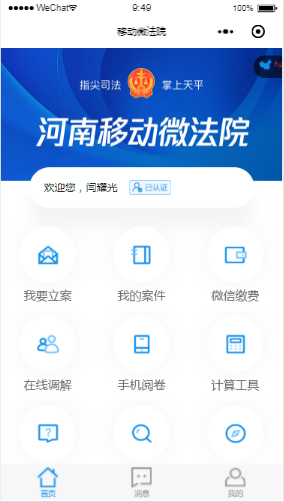 WeChat 9:49 100%
移动微法院
指尖司法 掌上天平
河南移动微法院
欢迎您，闫耀光 已认证
我要立案 我的案件 微信缴费
在线调解 手机阅卷 计算工具
首页 消息 我的